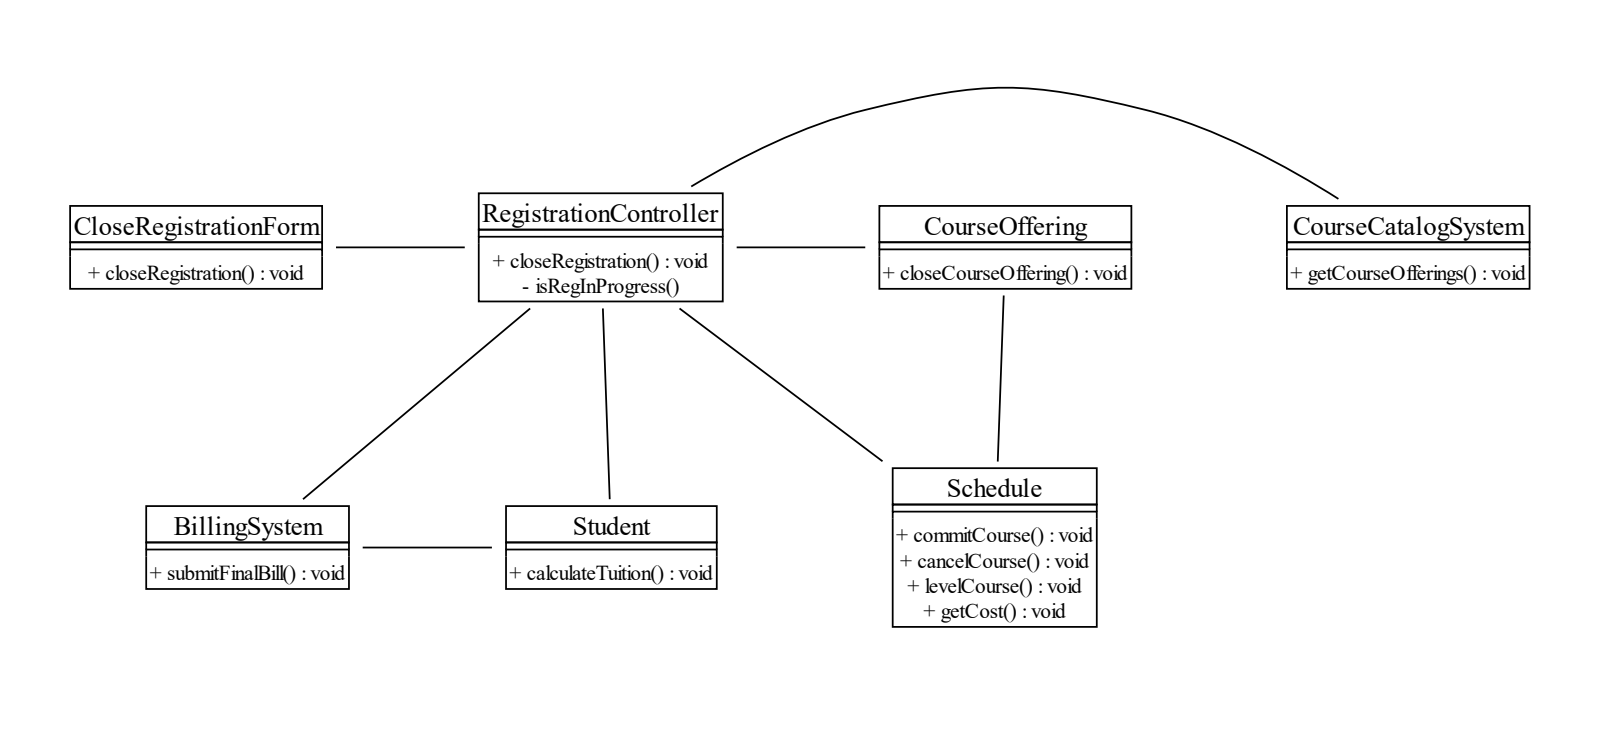 CloseRegistrationForm
+ closeRegistration() : void
RegistrationController
+ closeRegistration() : void
- isRegInProgress()
CourseOffering
+ closeCourseOffering() : void
CourseCatalogSystem
+ getCourseOfferings() : void
BillingSystem
+ submitFinalBill() : void
Student
+ calculateTuition() : void
Schedule
+ commitCourse() : void
+ cancelCourse() : void
+ levelCourse() : void
+ getCost() : void